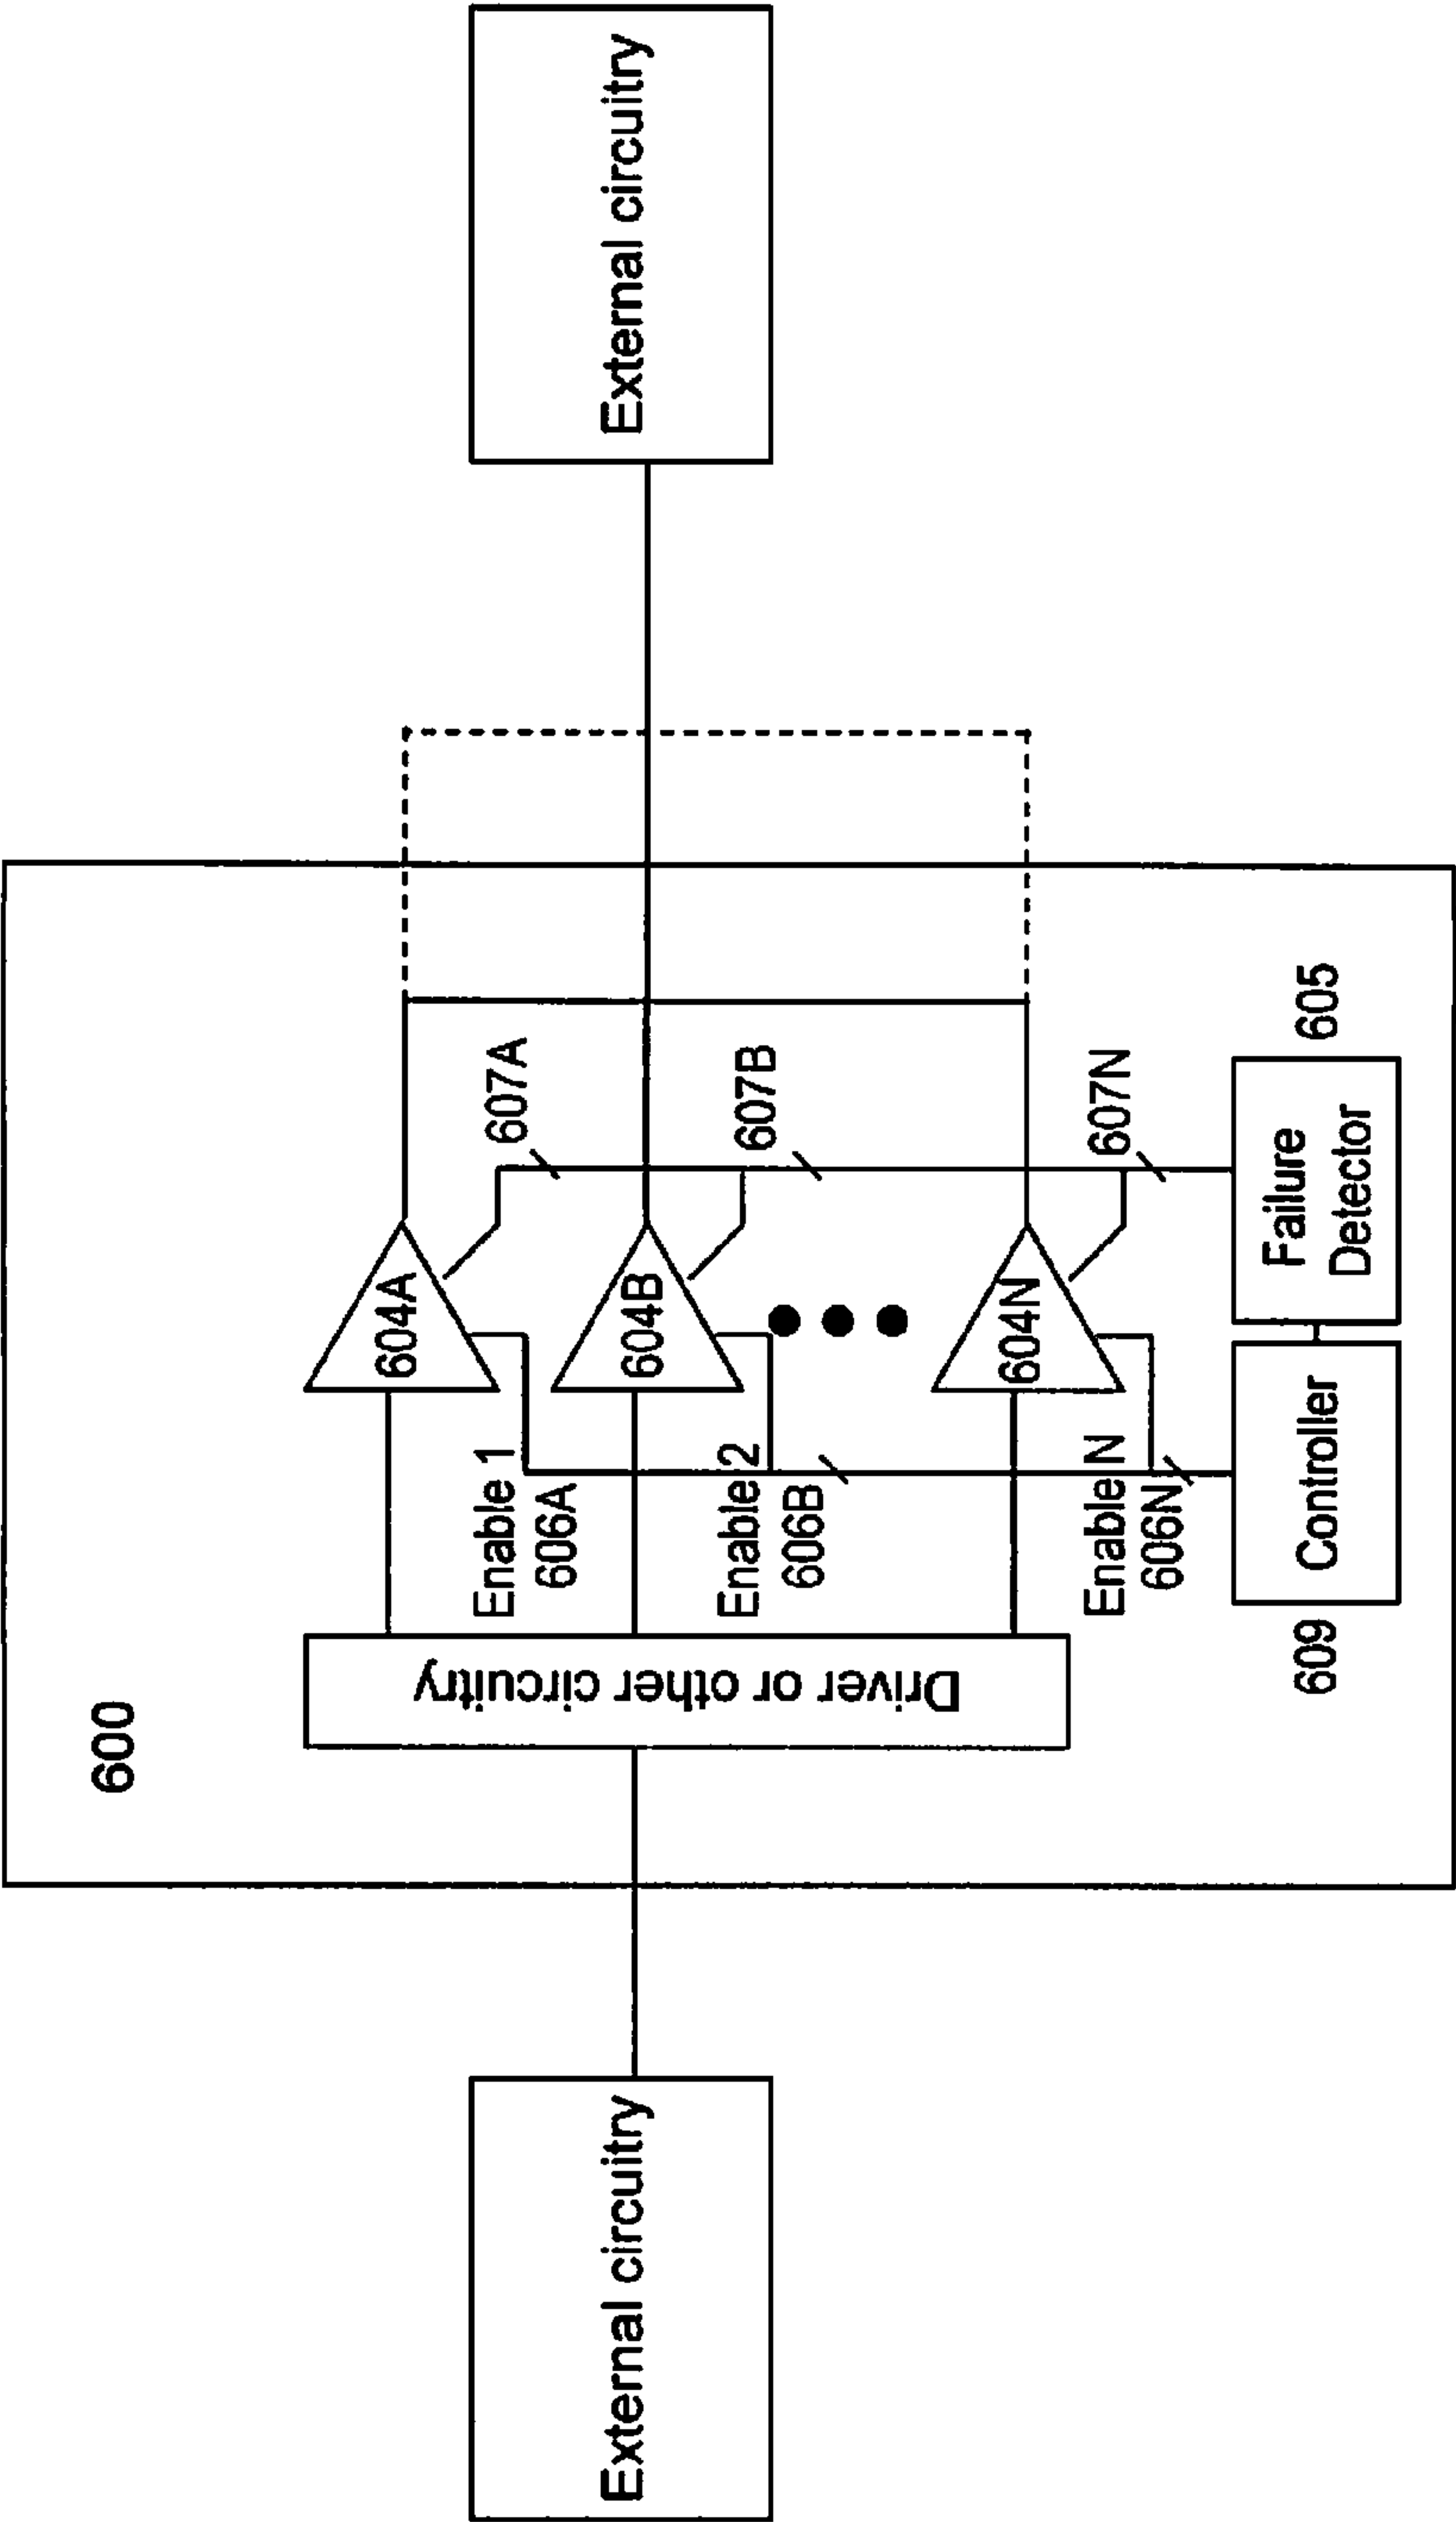 600
External circuitry
Driver or other circuitry
604A
607A
Enable 1
606A
604B
607B
Enable 2
606B
604N
607N
Enable N
606N
609
Controller
Failure
Detector
605
External circuitry